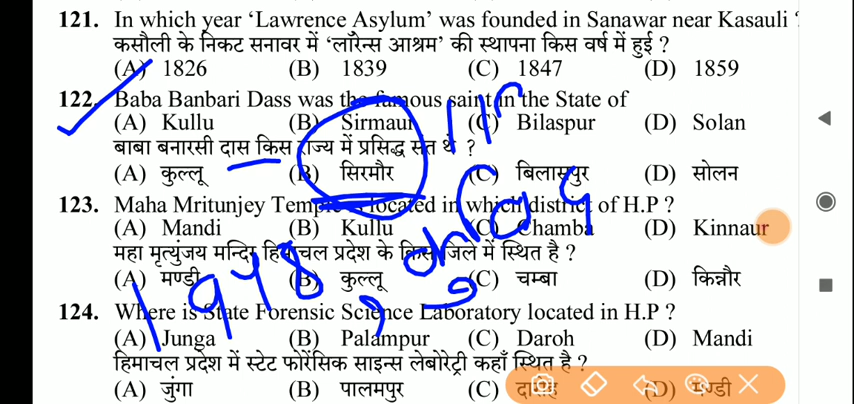 121. In which year ‘Lawrence Asylum’ was founded in Sanawar near Kasauli ?
कसौली के निकट सनावर में ‘लॉरेन्स आश्रम’ की स्थापना किस वर्ष में हुई ?
(A) 1826 (B) 1839 (C) 1847 (D) 1859
122. Baba Banbari Dass was the famous saint in the State of
(A) Kullu (B) Sirmaur (C) Bilaspur (D) Solan
बाबा बनारसी दास किस राज्य में प्रसिद्ध संत थे ?
(A) कुल्लू (B) सिरमौर (C) बिलासपुर (D) सोलन
123. Maha Mritunjey Temple is located in which district of H.P ?
(A) Mandi (B) Kullu (C) Chamba (D) Kinnaur
महा मृत्युंजय मन्दिर हिमाचल प्रदेश के किस जिले में स्थित है ?
(A) मण्डी (B) कुल्लू (C) चम्बा (D) किन्नौर
1948
124. Where is State Forensic Science Laboratory located in H.P ?
(A) Junga (B) Palampur (C) Daroh (D) Mandi
हिमाचल प्रदेश में स्टेट फोरेंसिक साइन्स लेबोरेट्री कहाँ स्थित है ?
(A) जुंगा (B) पालमपुर (C) (D) मण्डी